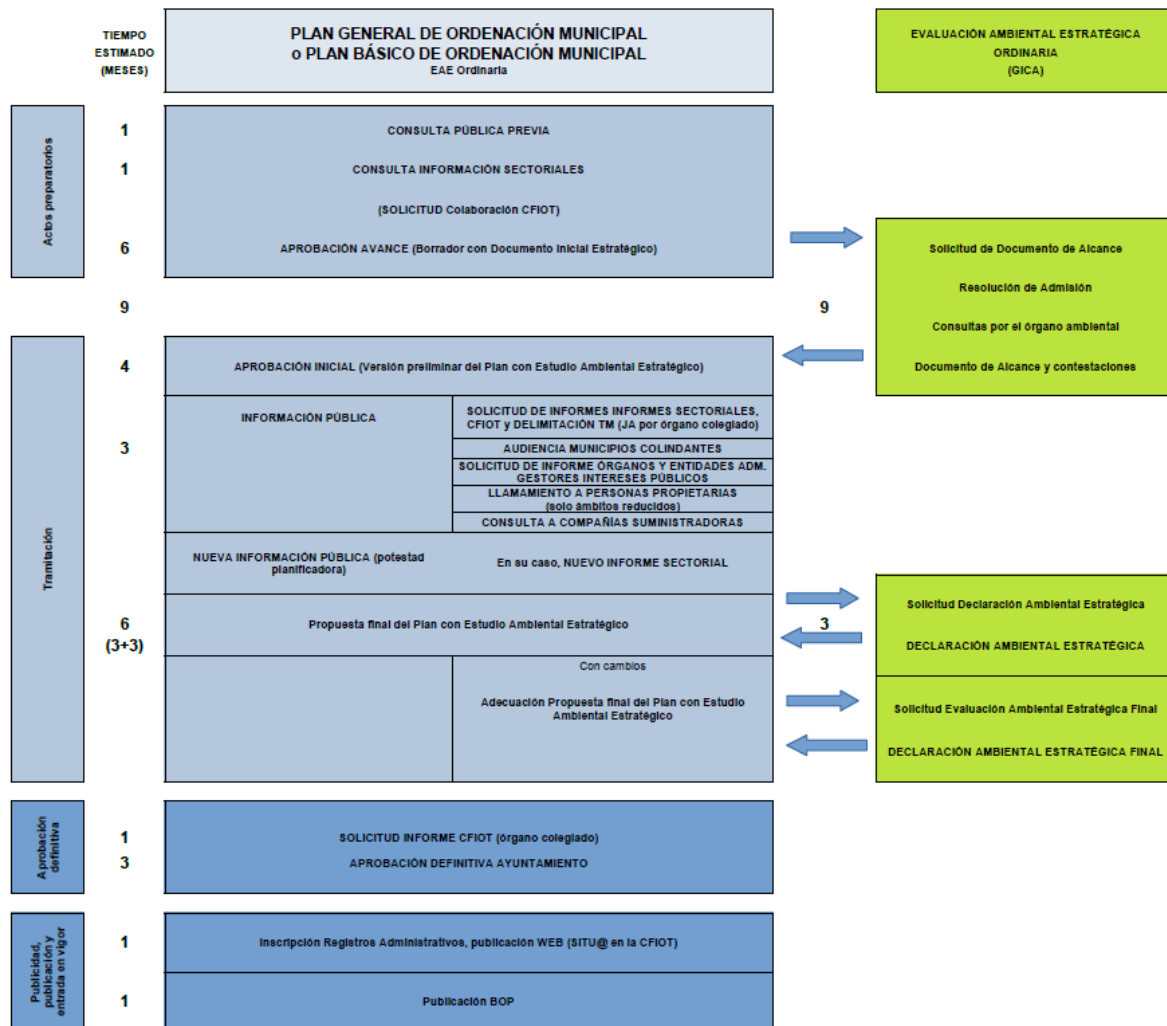 TIEMPO
ESTIMADO
(MESES)
PLAN GENERAL DE ORDENACIÓN MUNICIPAL
o PLAN BÁSICO DE ORDENACIÓN MUNICIPAL
EAE Ordinaria
EVALUACIÓN AMBIENTAL ESTRATÉGICA
ORDINARIA
(GICA)
Actos preparatorios
1
CONSULTA PÚBLICA PREVIA
1
CONSULTA INFORMACIÓN SECTORIALES
(SOLICITUD Colaboración CFIOT)
6
APROBACIÓN AVANCE (Borrador con Documento Inicial Estratégico)
Solicitud de Documento de Alcance
Resolución de Admisión
9
9
Consultas por el órgano ambiental
Documento de Alcance y contestaciones
Tramitación
4
APROBACIÓN INICIAL (Versión preliminar del Plan con Estudio Ambiental Estratégico)
3
INFORMACIÓN PÚBLICA
SOLICITUD DE INFORMES INFORMES SECTORIALES,
CFIOT y DELIMITACIÓN TM (JA por órgano colegiado)
AUDIENCIA MUNICIPIOS COLINDANTES
SOLICITUD DE INFORME ÓRGANOS Y ENTIDADES ADM.
GESTORES INTERESES PÚBLICOS
LLAMAMIENTO A PERSONAS PROPIETARIAS
(solo ámbitos reducidos)
CONSULTA A COMPAÑÍAS SUMINISTRADORAS
NUEVA INFORMACIÓN PÚBLICA (potestad
planificadora)
En su caso, NUEVO INFORME SECTORIAL
6
(3+3)
Propuesta final del Plan con Estudio Ambiental Estratégico
3
Solicitud Declaración Ambiental Estratégica
DECLARACIÓN AMBIENTAL ESTRATÉGICA
Con cambios
Adecuación Propuesta final del Plan con Estudio
Ambiental Estratégico
Solicitud Evaluación Ambiental Estratégica Final
DECLARACIÓN AMBIENTAL ESTRATÉGICA FINAL
Aprobación
definitiva
1
SOLICITUD INFORME CFIOT (órgano colegiado)
3
APROBACIÓN DEFINITIVA AYUNTAMIENTO
Publicidad,
publicación y
entrada en vigor
1
Inscripción Registros Administrativos, publicación WEB (SITU@ en la CFIOT)
1
Publicación BOP